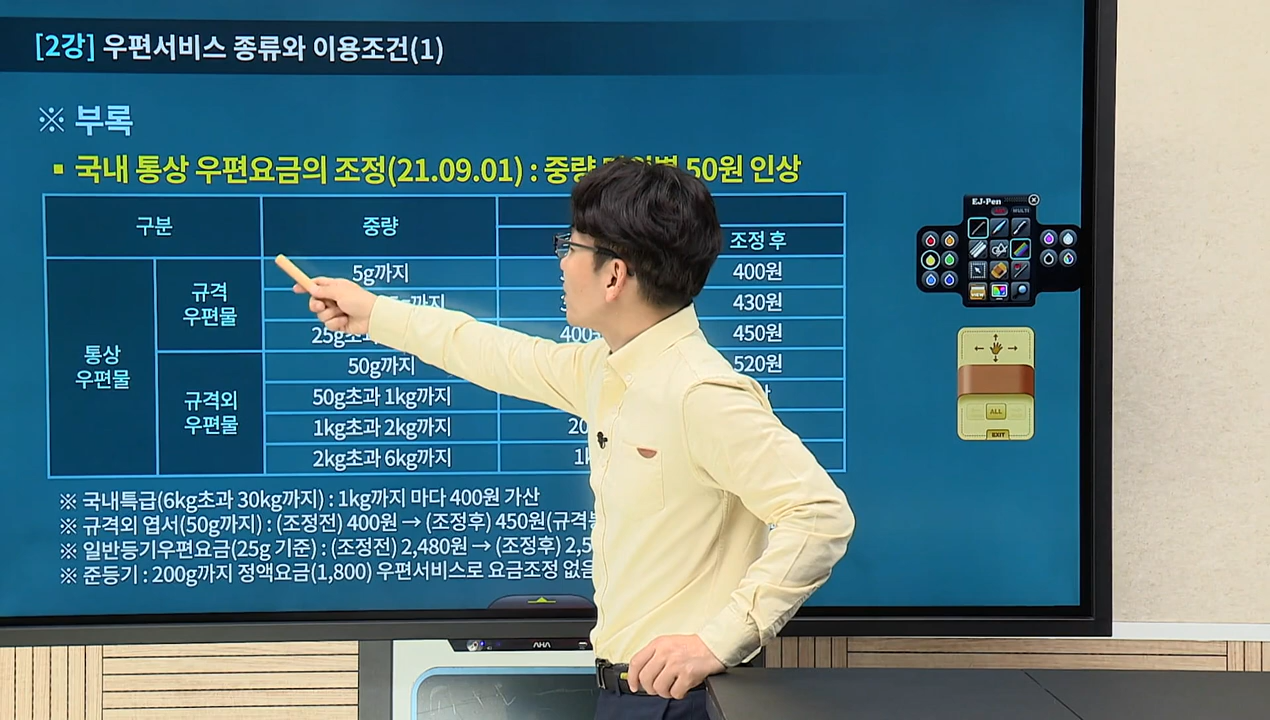 [2강] 우편서비스 종류와 이용조건(1)
※ 부록
▪ 국내 통상 우편요금의 조정(21.09.01) : 중량 50원 인상
구분 중량
조정 후
통상 우편물
규격 우편물
5g까지 400원
430원
450원
규격외 우편물
50g까지 520원
50g초과 1kg까지
1kg초과 2kg까지
2kg초과 6kg까지
※ 국내특급(6kg초과 30kg까지) : 1kg까지 마다 400원 가산
※ 규격외 엽서(50g까지) : (조정전) 400원 → (조정후) 450원
※ 일반등기우편요금(25g 기준) : (조정전) 2,480원 → (조정후)
※ 준등기 : 200g까지 정액요금(1,800) 우편서비스로 요금조정
EJ-Pen
MULTI
VIEW
ALL
EXIT
AHA